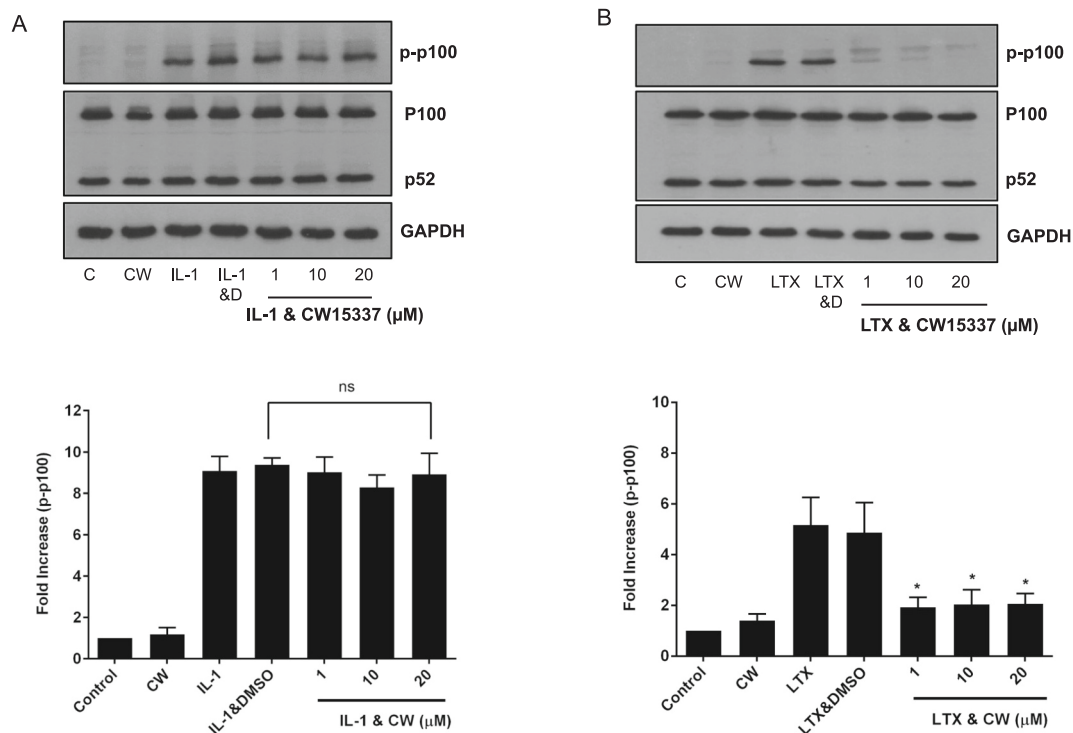 A
p-p100
P100
p52
GAPDH
C CW IL-1 IL-1 1 10 20
&D
IL-1 & CW15337 (µM)
ns
12
10
8
6
4
2
0
Fold Increase (p-p100)
Control CW IL-1 IL-1&DMSO 1 10 20
IL-1 & CW (µM)
B
p-p100
P100
p52
GAPDH
C CW LTX LTX 1 10 20
&D
LTX & CW15337 (µM)
10
8
6
4
2
0
Fold Increase (p-p100)
* * *
Control CW LTX LTX&DMSO 1 10 20
LTX & CW (µM)